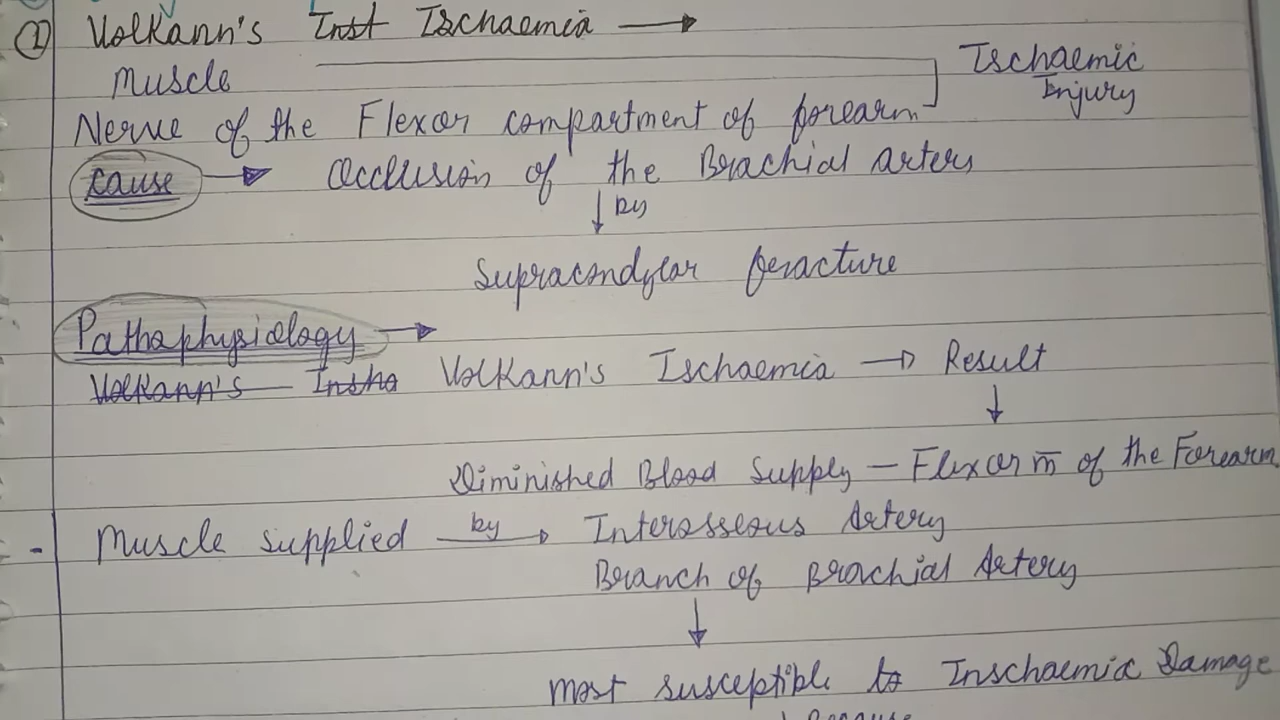 ① Volkann's Inst Ischaemia →
Muscle
Ischaemic
Injury
Nerve of the Flexor compartment of forearm
Cause → Occlusion of the Brachial artery
↓ by
Supracondylar fracture
Pathophysiology →
Volkann's Insha Volkann's Ischaemia → Result
↓
Diminished Blood Supply – Flexor m̄ of the Forearm
- Muscle supplied by → Interosseous Artery
Branch of Brachial Artery
↓
most susceptible to Inschaemic Damage
because